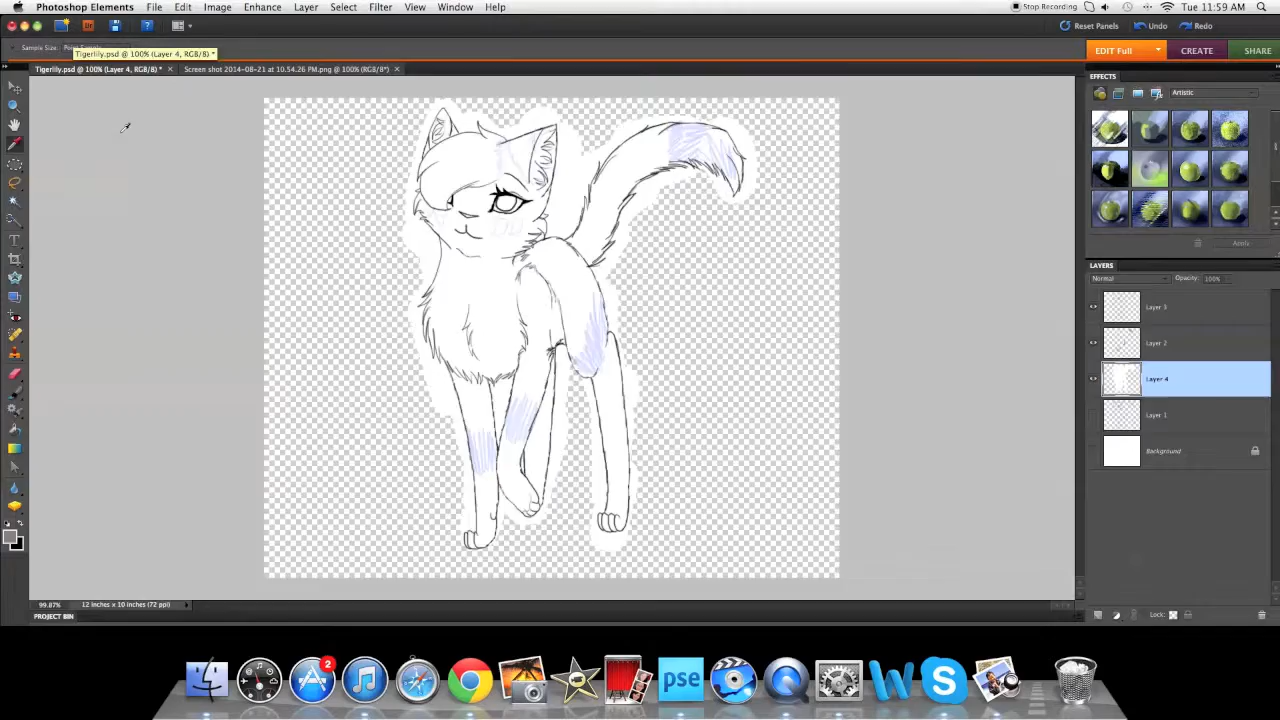 Photoshop Elements File Edit Image Enhance Layer Select Filter View Window Help Stop Recording Tue 11:59 AM
Reset Panels Undo Redo
Sample Size: Point EDIT Full CREATE SHARE
Tigerlily.psd @ 100% (Layer 4, RGB/8) *
Tigerlily.psd @ 100% (Layer 4, RGB/8) * Screen shot 2014-08-21 at 10.54.26 PM.png @ 100% (RGB/8*)
EFFECTS
Artistic
Apply
LAYERS
Normal Opacity: 100%
Layer 3
Layer 2
Layer 4
Layer 1
Background
99.87% 12 inches x 10 inches (72 ppi)
Lock:
PROJECT BIN
2
pse
W
S